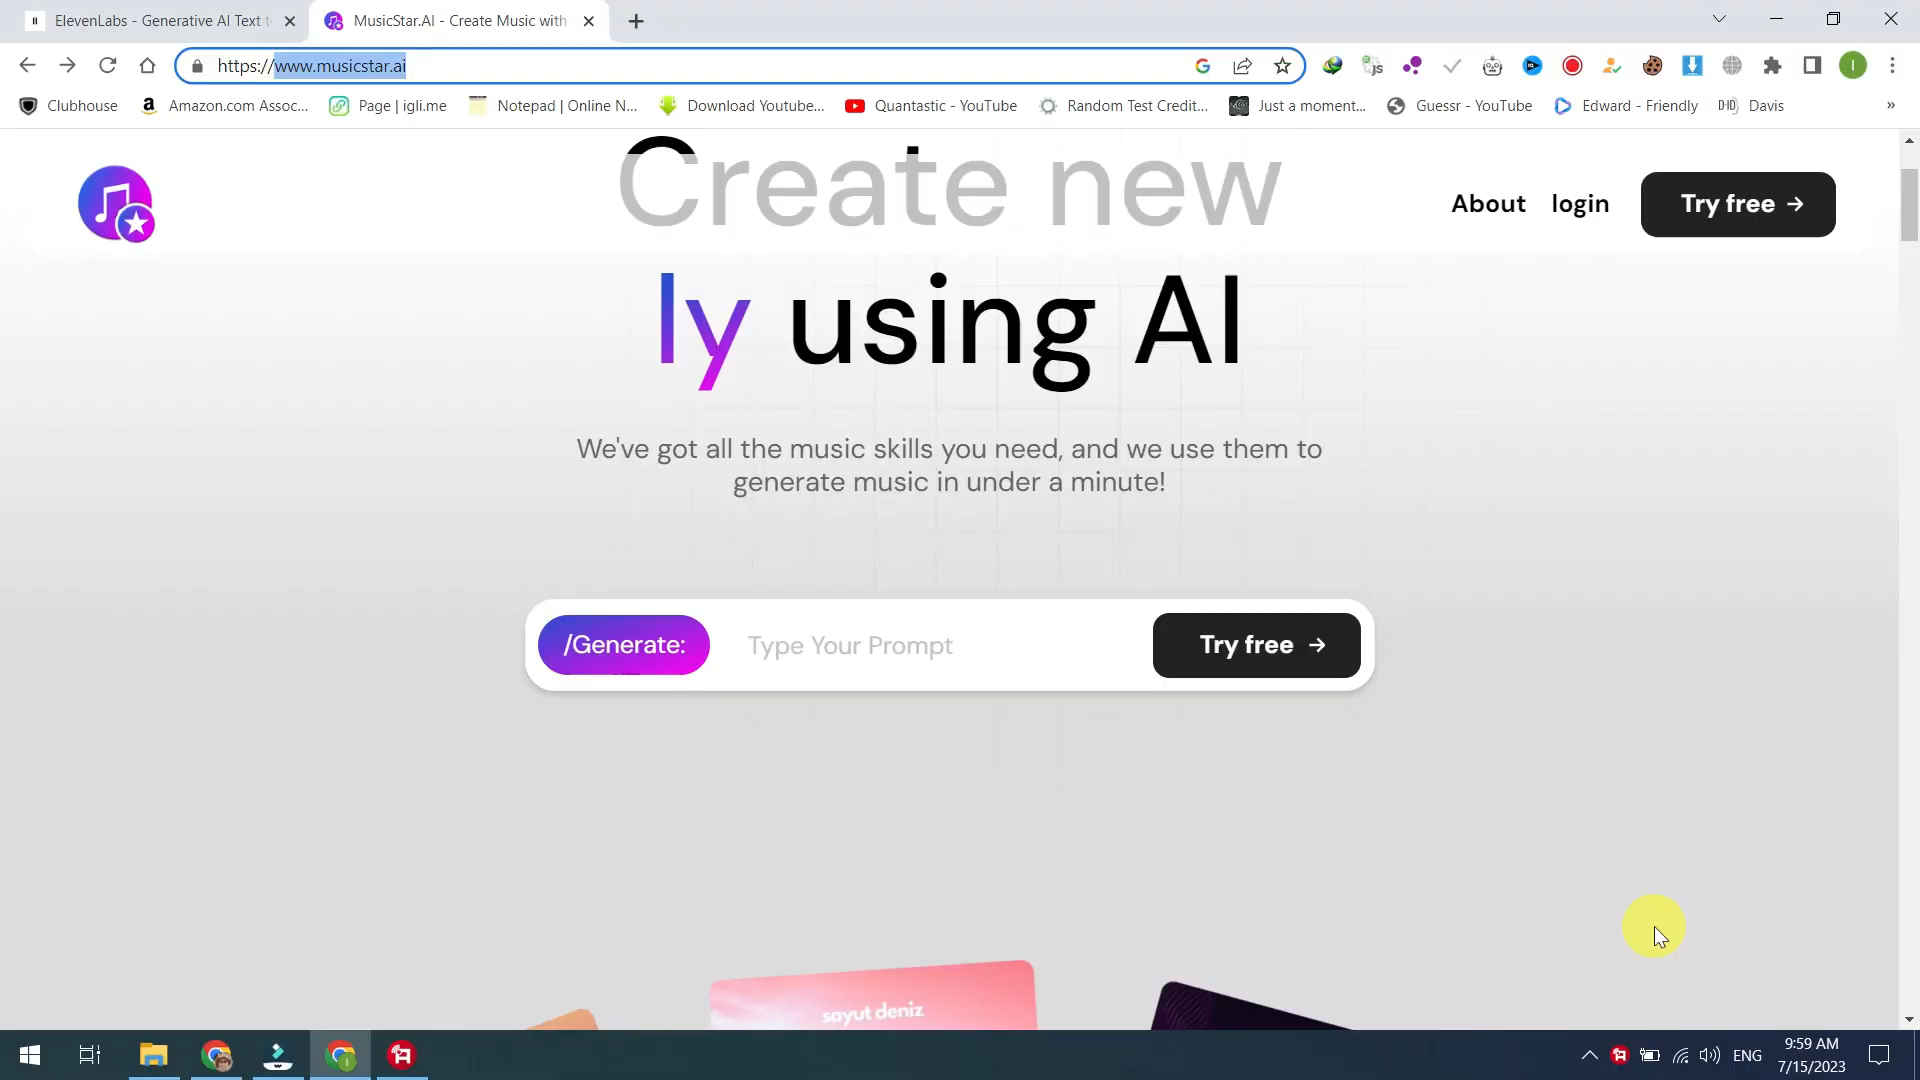 ElevenLabs - Generative AI Text t
MusicStar.AI - Create Music with
https://www.musicstar.ai
Clubhouse
Amazon.com Assoc...
Page | igli.me
Notepad | Online N...
Download Youtube...
Quantastic - YouTube
Random Test Credit...
Just a moment...
Guessr - YouTube
Edward - Friendly
Davis
»
Create new
About
login
Try free →
ly using AI
We've got all the music skills you need, and we use them to
generate music in under a minute!
/Generate:
Type Your Prompt
Try free →
soyut deniz
ENG
9:59 AM
7/15/2023